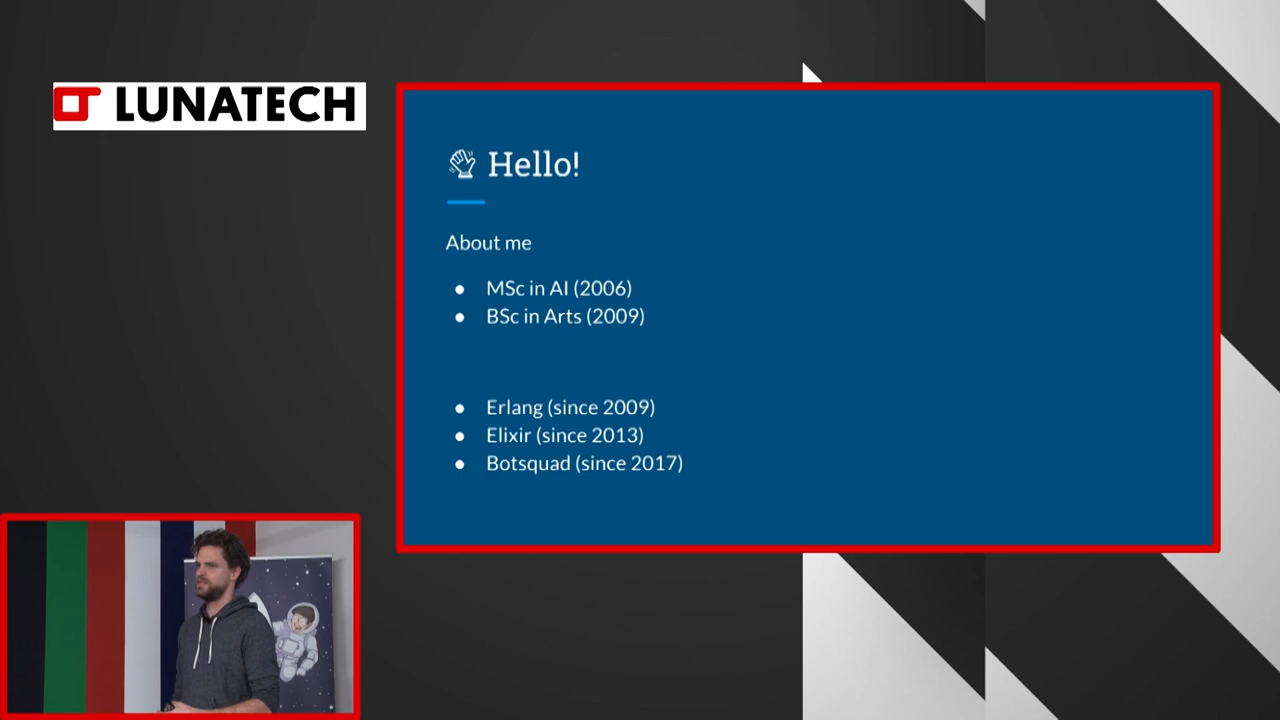 LUNATECH
Hello!
About me
● MSc in AI (2006)
● BSc in Arts (2009)
● Erlang (since 2009)
● Elixir (since 2013)
● Botsquad (since 2017)